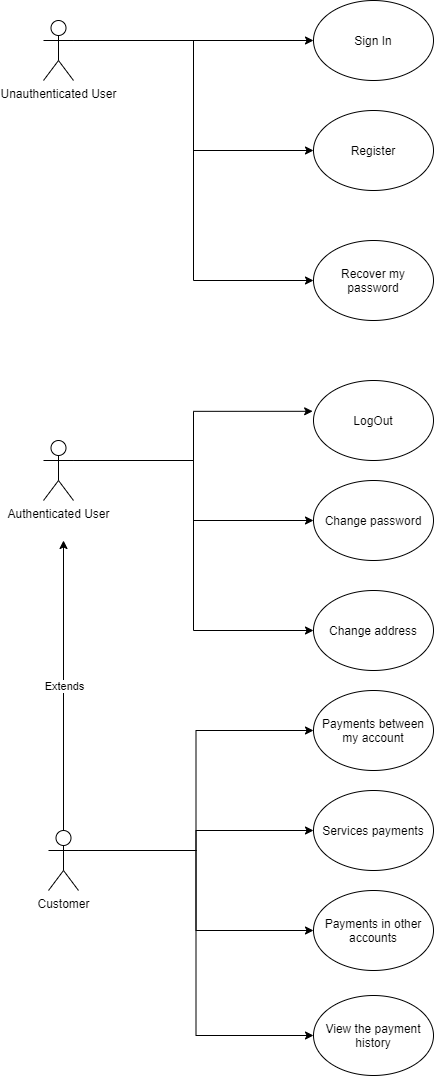 Sign In
Unauthenticated User
Register
Recover my
password
LogOut
Authenticated User
Change password
Change address
Extends
Payments between
my account
Services payments
Customer
Payments in other
accounts
View the payment
history